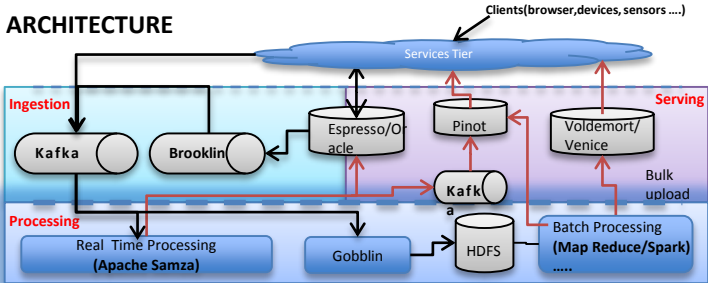 Clients(browser,devices, sensors ....)
ARCHITECTURE
Services Tier
Ingestion
Serving
Espresso/Or
acle
Pinot
Voldemort/
Venice
Kafka
Brooklin
Kafk
a
Bulk
upload
Processing
Real Time Processing
(Apache Samza)
Gobblin
HDFS
Batch Processing
(Map Reduce/Spark)
.....